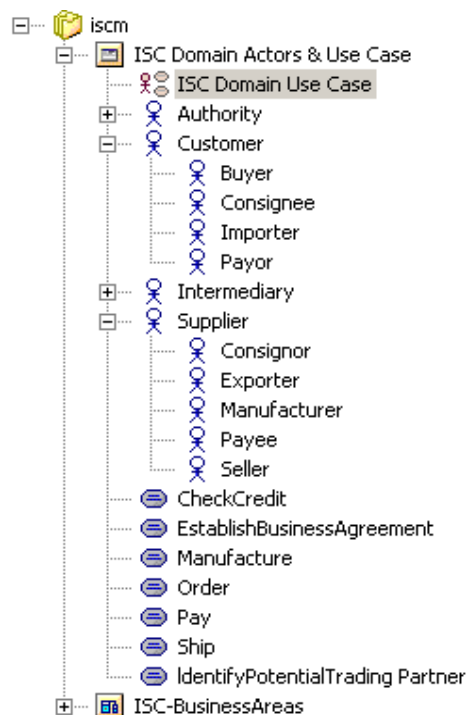 iscm
ISC Domain Actors & Use Case
ISC Domain Use Case
Authority
Customer
Buyer
Consignee
Importer
Payor
Intermediary
Supplier
Consignor
Exporter
Manufacturer
Payee
Seller
CheckCredit
EstablishBusinessAgreement
Manufacture
Order
Pay
Ship
IdentifyPotentialTrading Partner
ISC-BusinessAreas